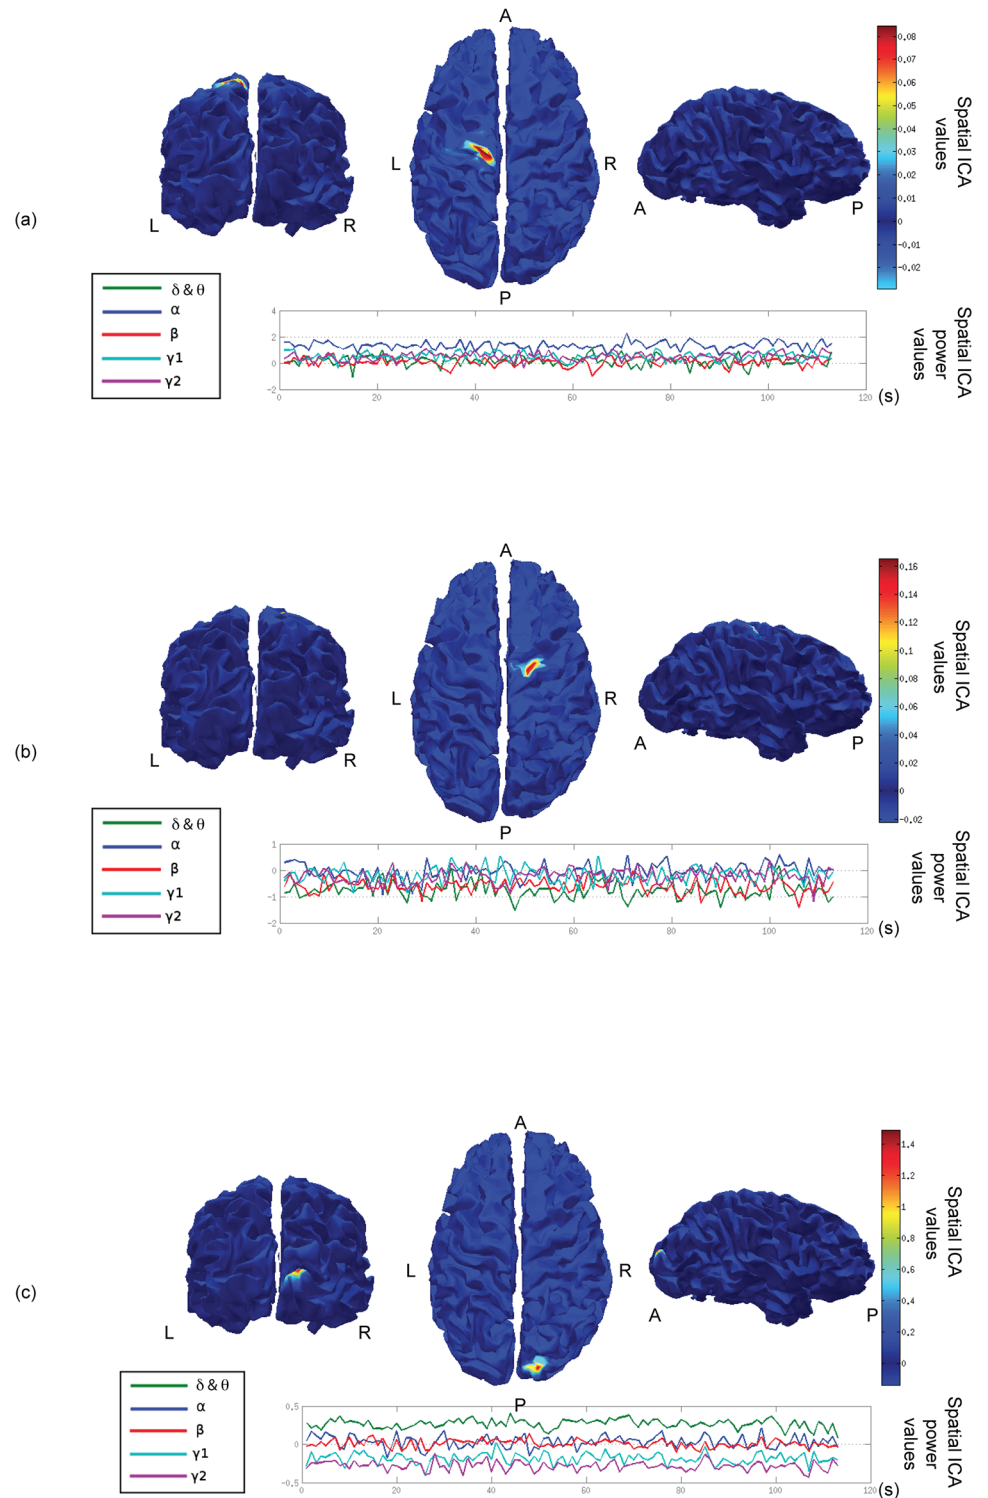 A
L
R
L
R
A
P
P
0.08
0.07
0.06
0.05
0.04
0.03
0.02
0.01
0
-0.01
-0.02
Spatial ICA
values
(a)
δ & θ
α
β
γ1
γ2
4
2
0
-2
0
20
40
60
80
100
120
(s)
Spatial ICA
power
values
A
L
R
L
R
A
P
P
0.16
0.14
0.12
0.10
0.08
0.06
0.04
0.02
0
-0.02
Spatial ICA
values
(b)
δ & θ
α
β
γ1
γ2
1
0
-1
-2
0
20
40
60
80
100
120
(s)
Spatial ICA
power
values
A
L
R
L
R
A
P
P
1.4
1.2
1
0.8
0.6
0.4
0.2
0
Spatial ICA
values
(c)
δ & θ
α
β
γ1
γ2
0.5
0
-0.5
0
20
40
60
80
100
120
(s)
Spatial ICA
power
values